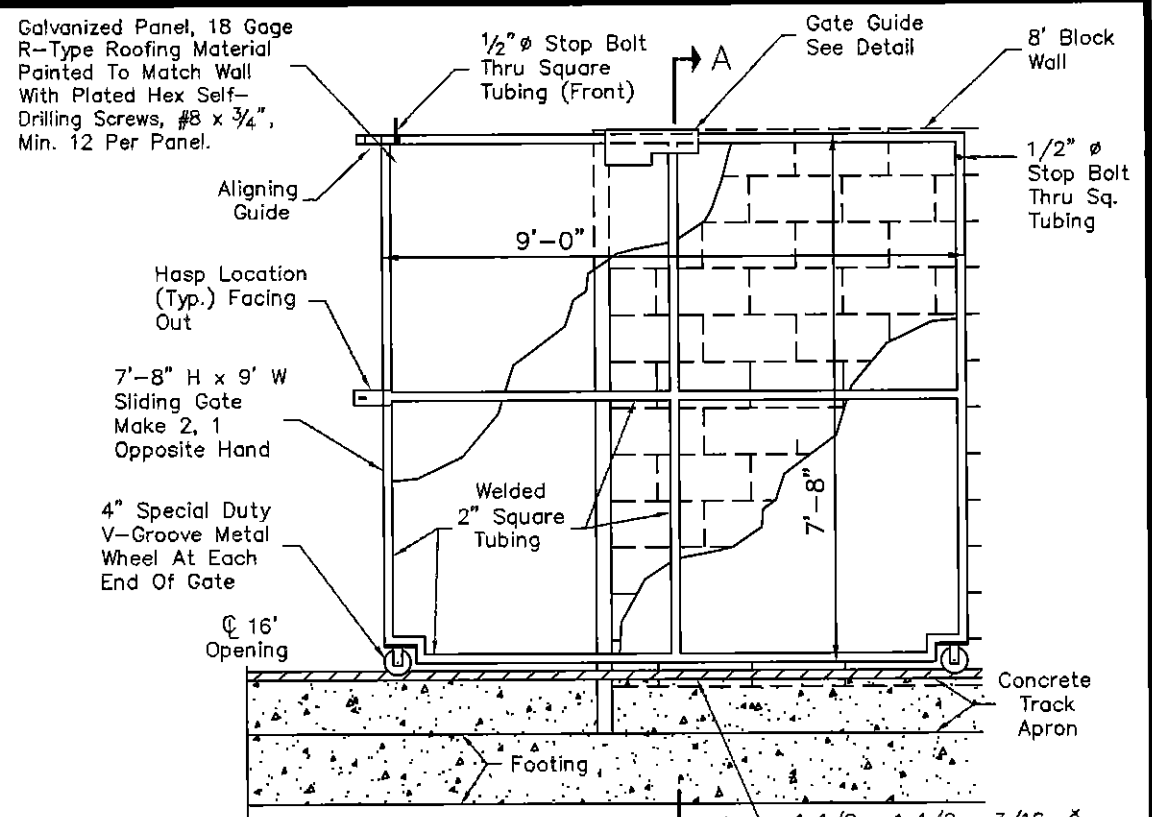 Galvanized Panel, 18 Gage
R-Type Roofing Material
Painted To Match Wall
With Plated Hex Self-
Drilling Screws, #8 x 3/4",
Min. 12 Per Panel.
1/2" ø Stop Bolt
Thru Square
Tubing (Front)
A
Gate Guide
See Detail
8' Block
Wall
1/2" ø
Stop Bolt
Thru Sq.
Tubing
Aligning
Guide
9'-0"
Hasp Location
(Typ.) Facing
Out
7'-8" H x 9' W
Sliding Gate
Make 2, 1
Opposite Hand
Welded
2" Square
Tubing
7'-8"
4" Special Duty
V-Groove Metal
Wheel At Each
End Of Gate
℄ 16'
Opening
Concrete
Track
Apron
Footing